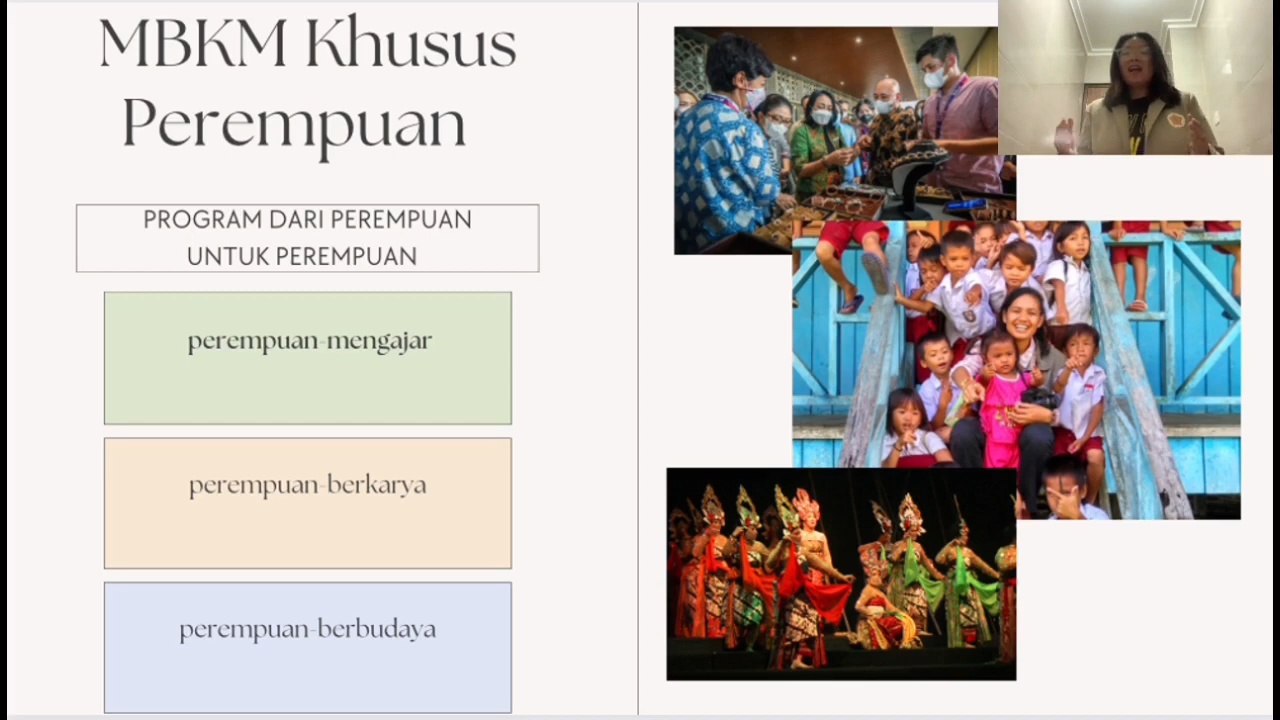 MBKM Khusus
Perempuan
PROGRAM DARI PEREMPUAN
UNTUK PEREMPUAN
perempuan-mengajar
perempuan-berkarya
perempuan-berbudaya